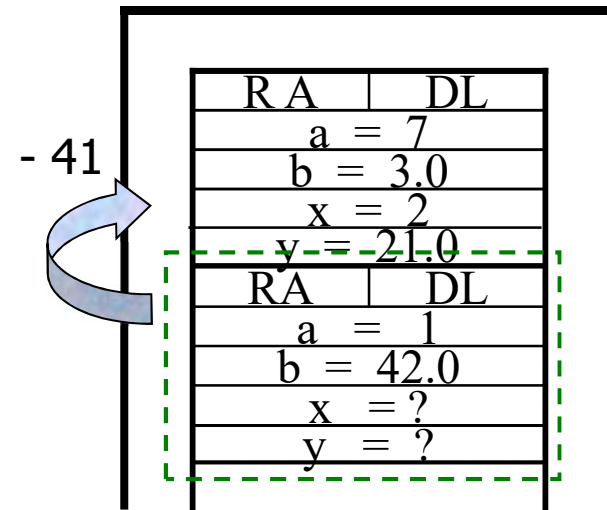 R A DL
a = 7
- 41
b = 3.0
x = 2
y = 21.0
RA DL
a = 1
b = 42.0
x = ?
y = ?